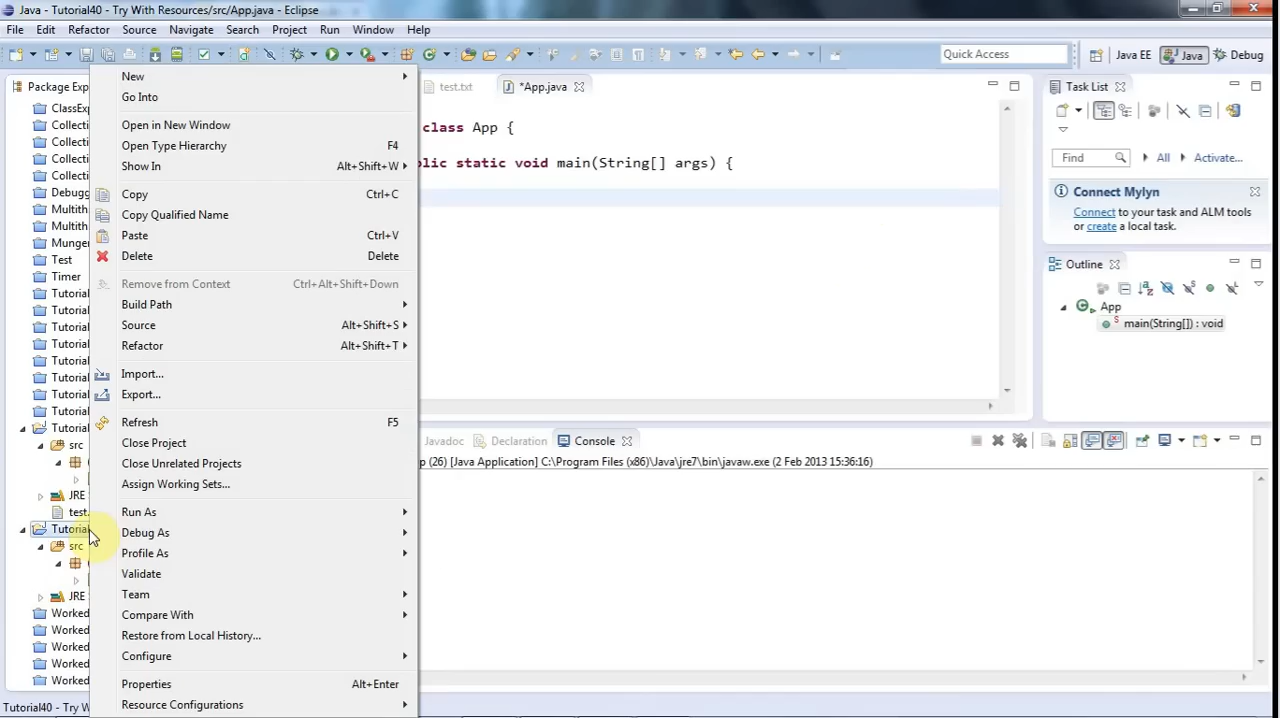 Java - Tutorial40 - Try With Resources/src/App.java - Eclipse
File Edit Refactor Source Navigate Search Project Run Window Help
Quick Access Java EE Java Debug
Package Exp
ClassExp
Collecti
Collecti
Collecti
Collecti
Debugg
Multith
Multith
Munger
Test
Timer
Tutorial
Tutorial
Tutorial
Tutorial
Tutorial
Tutorial
Tutorial
Tutorial
Tutorial
src
JRE
test.
Tutorial
src
JRE
Worked
Worked
Worked
Worked
Worked
Tutorial40 - Try W
New
Go Into
Open in New Window
Open Type Hierarchy F4
Show In Alt+Shift+W
Copy Ctrl+C
Copy Qualified Name
Paste Ctrl+V
Delete Delete
Remove from Context Ctrl+Alt+Shift+Down
Build Path
Source Alt+Shift+S
Refactor Alt+Shift+T
Import...
Export...
Refresh F5
Close Project
Close Unrelated Projects
Assign Working Sets...
Run As
Debug As
Profile As
Validate
Team
Compare With
Restore from Local History...
Configure
Properties Alt+Enter
Resource Configurations
test.txt *App.java
class App {
blic static void main(String[] args) {
Javadoc Declaration Console
p (26) [Java Application] C:\Program Files (x86)\Java\jre7\bin\javaw.exe (2 Feb 2013 15:36:16)
Task List
Find All Activate...
Connect Mylyn
Connect to your task and ALM tools
or create a local task.
Outline
App
main(String[]) : void